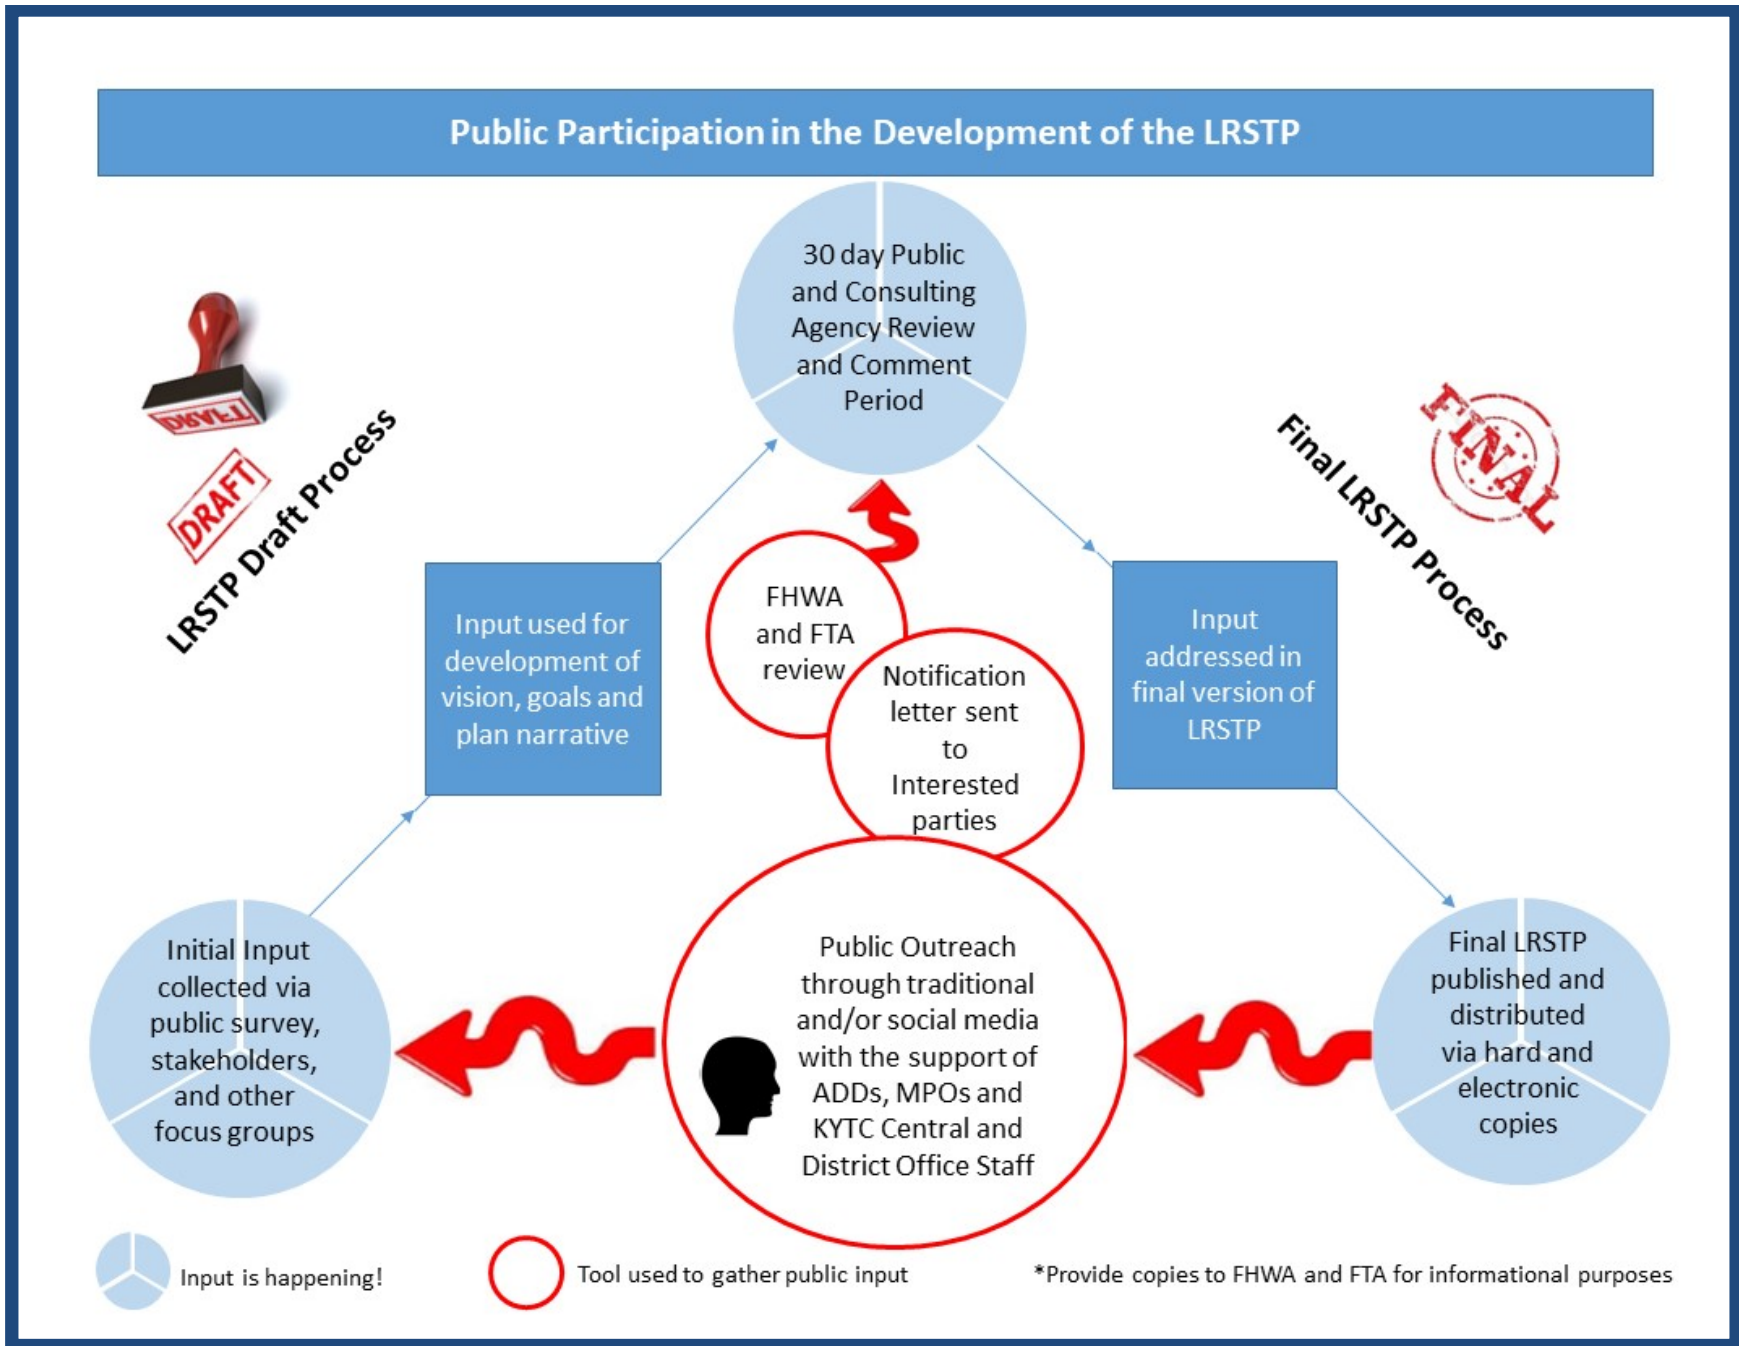 Public Participation in the Development of the LRSTP
30 day Public
and Consulting
Agency Review
and Comment
Period
DRAFT
DRAFT
LRSTP Draft Process
FINAL
Final LRSTP Process
Input used for
development of
vision, goals and
plan narrative
FHWA
and FTA
review
Notification
letter sent
to
Interested
parties
Input
addressed in
final version of
LRSTP
Initial Input
collected via
public survey,
stakeholders,
and other
focus groups
Public Outreach
through traditional
and/or social media
with the support of
ADDs, MPOs and
KYTC Central and
District Office Staff
Final LRSTP
published and
distributed
via hard and
electronic
copies
Input is happening!
Tool used to gather public input
*Provide copies to FHWA and FTA for informational purposes